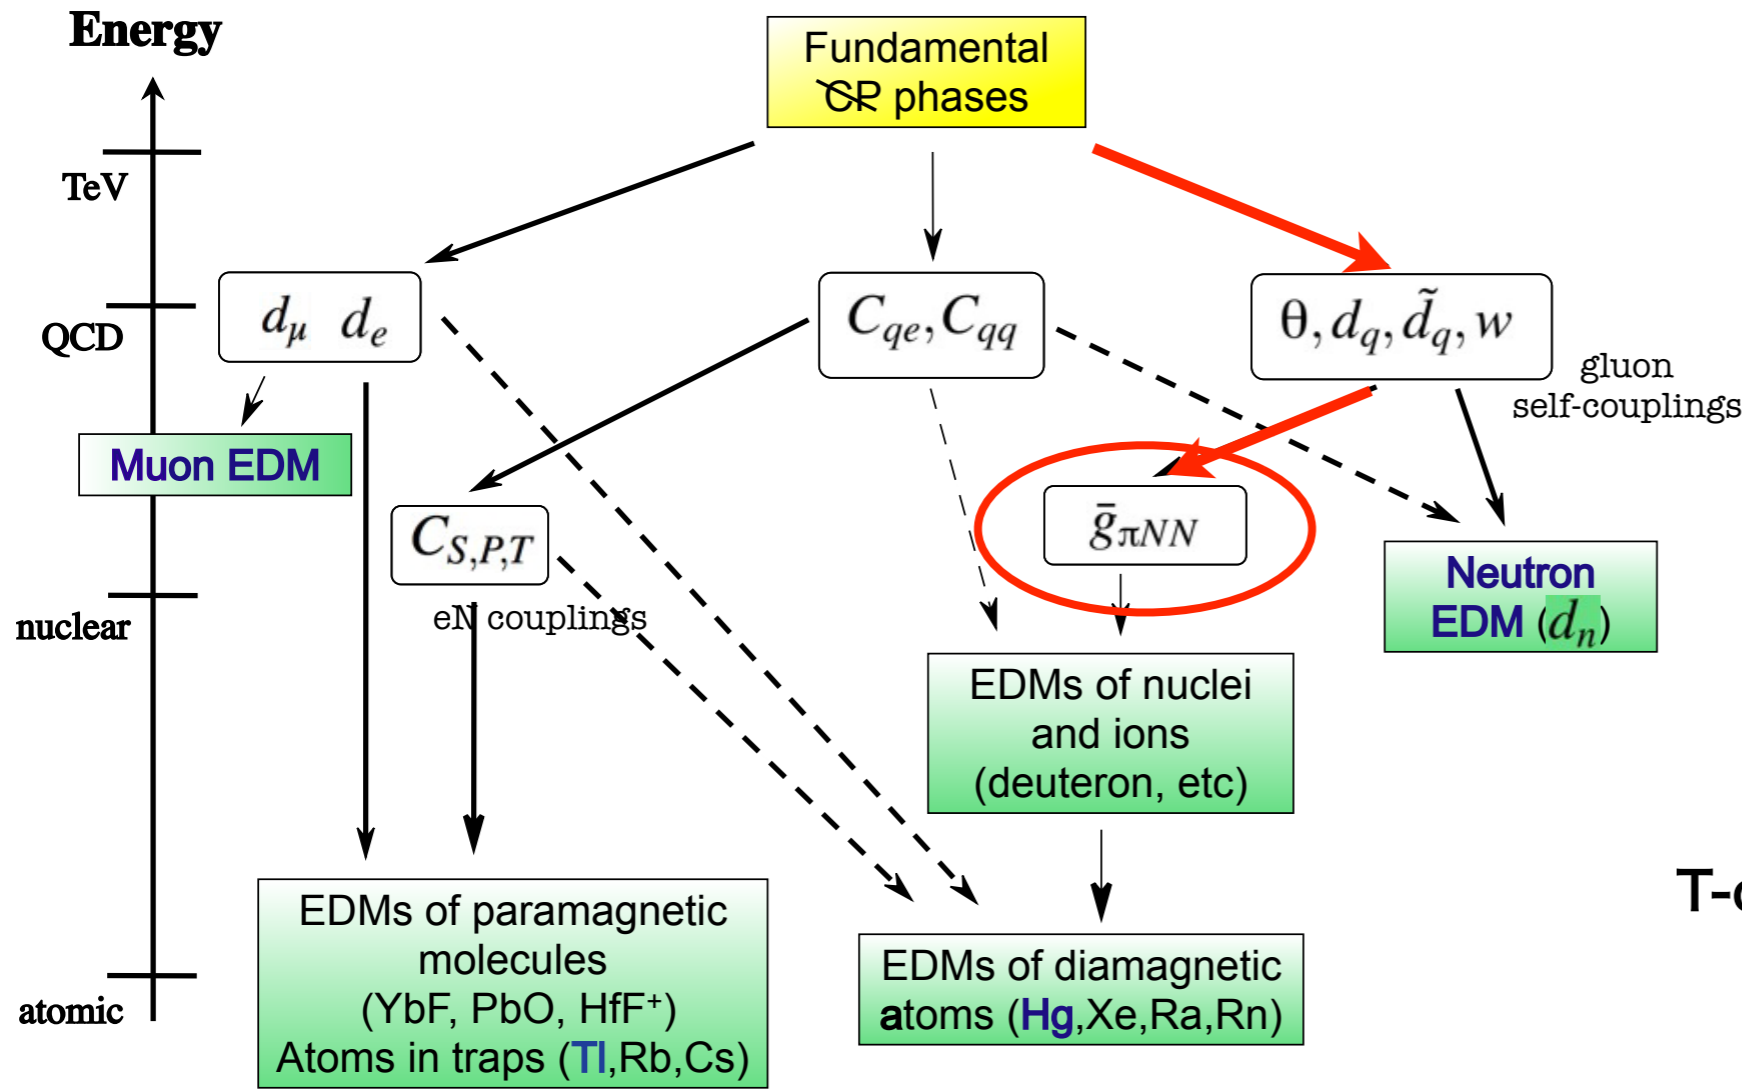 Energy
Fundamental
CP phases
TeV
QCD
dμ de
Cqe, Cqq
θ, dq, d̃q, w
gluon
self-couplings
Muon EDM
CS,P,T
ḡπNN
eN couplings
nuclear
Neutron
EDM (dn)
EDMs of nuclei
and ions
(deuteron, etc)
EDMs of paramagnetic
molecules
(YbF, PbO, HfF⁺)
Atoms in traps (Tl,Rb,Cs)
EDMs of diamagnetic
atoms (Hg,Xe,Ra,Rn)
atomic